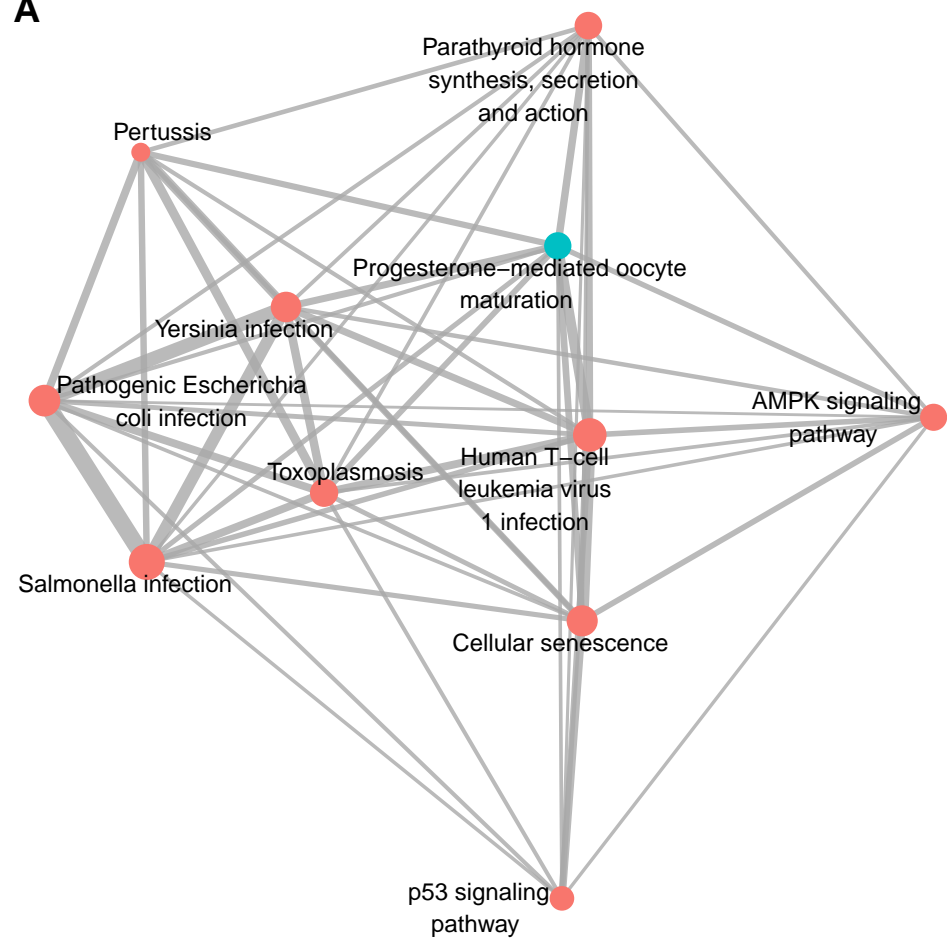 A
Parathyroid hormone
synthesis, secretion
and action
Pertussis
Progesterone−mediated oocyte
maturation
Yersinia infection
Pathogenic Escherichia
coli infection
AMPK signaling
pathway
Toxoplasmosis
Human T−cell
leukemia virus
1 infection
Salmonella infection
Cellular senescence
p53 signaling
pathway